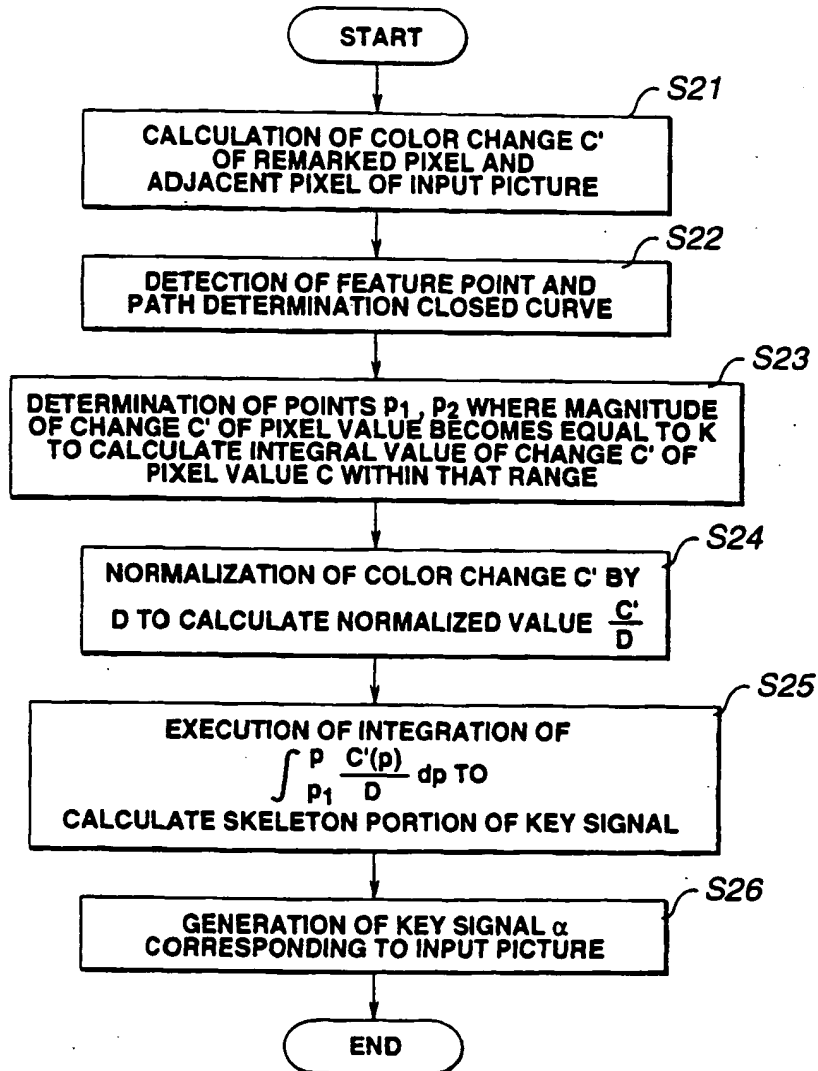 START
S21
CALCULATION OF COLOR CHANGE C'
OF REMARKED PIXEL AND
ADJACENT PIXEL OF INPUT PICTURE
S22
DETECTION OF FEATURE POINT AND
PATH DETERMINATION CLOSED CURVE
S23
DETERMINATION OF POINTS P1 , P2 WHERE MAGNITUDE
OF CHANGE C' OF PIXEL VALUE BECOMES EQUAL TO K
TO CALCULATE INTEGRAL VALUE OF CHANGE C' OF
PIXEL VALUE C WITHIN THAT RANGE
S24
NORMALIZATION OF COLOR CHANGE C' BY
D TO CALCULATE NORMALIZED VALUE C'/D
S25
EXECUTION OF INTEGRATION OF
∫ p p1 C'(p)/D dp TO
CALCULATE SKELETON PORTION OF KEY SIGNAL
S26
GENERATION OF KEY SIGNAL α
CORRESPONDING TO INPUT PICTURE
END